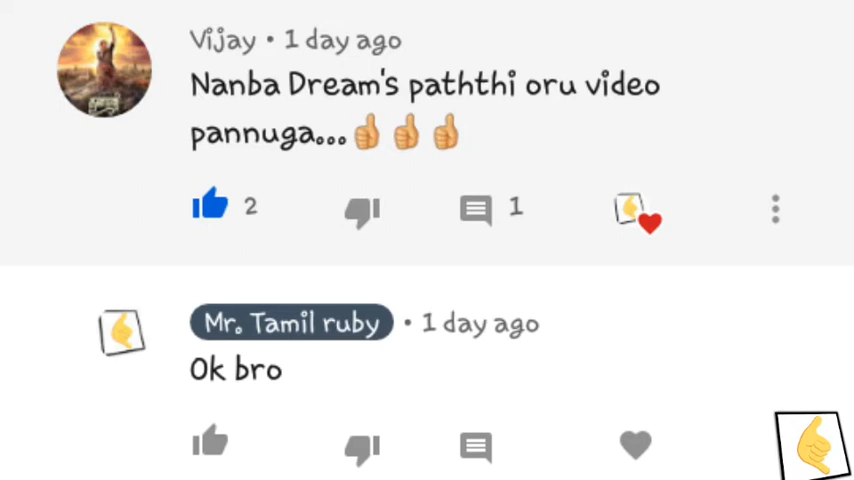 Vijay • 1 day ago
Nanba Dream's paththi oru video
pannuga...👍👍👍
2
1
Mr. Tamil ruby • 1 day ago
Ok bro